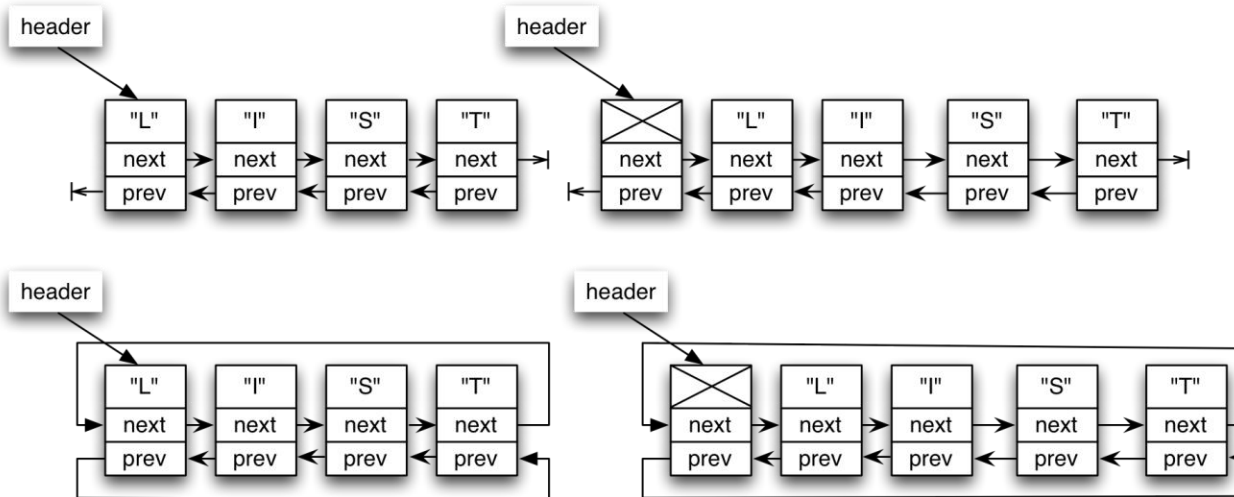 header
"L" "I" "S" "T"
next next next next
prev prev prev prev
header
"L" "I" "S" "T"
next next next next next
prev prev prev prev prev
header
"L" "I" "S" "T"
next next next next
prev prev prev prev
header
"L" "I" "S" "T"
next next next next next
prev prev prev prev prev